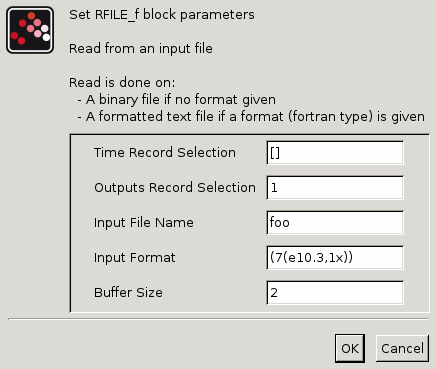 Set RFILE_f block parameters
Read from an input file
Read is done on:
- A binary file if no format given
- A formatted text file if a format (fortran type) is given
Time Record Selection []
Outputs Record Selection 1
Input File Name foo
Input Format (7(e10.3,1x))
Buffer Size 2
OK Cancel